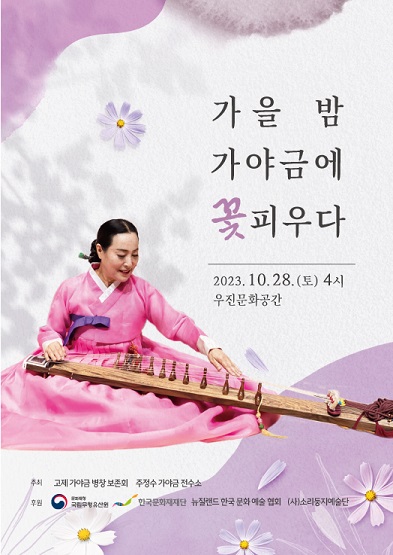 가을 밤
가야금에
꽃피우다
2023. 10. 28. (토) 4시
우진문화공간
주최 고제 가야금 병창 보존회 주정수 가야금 전수소
후원 문화재청 국립무형유산원 한국문화재재단 뉴질랜드 한국 문화 예술 협회 (사)소리동지예술단